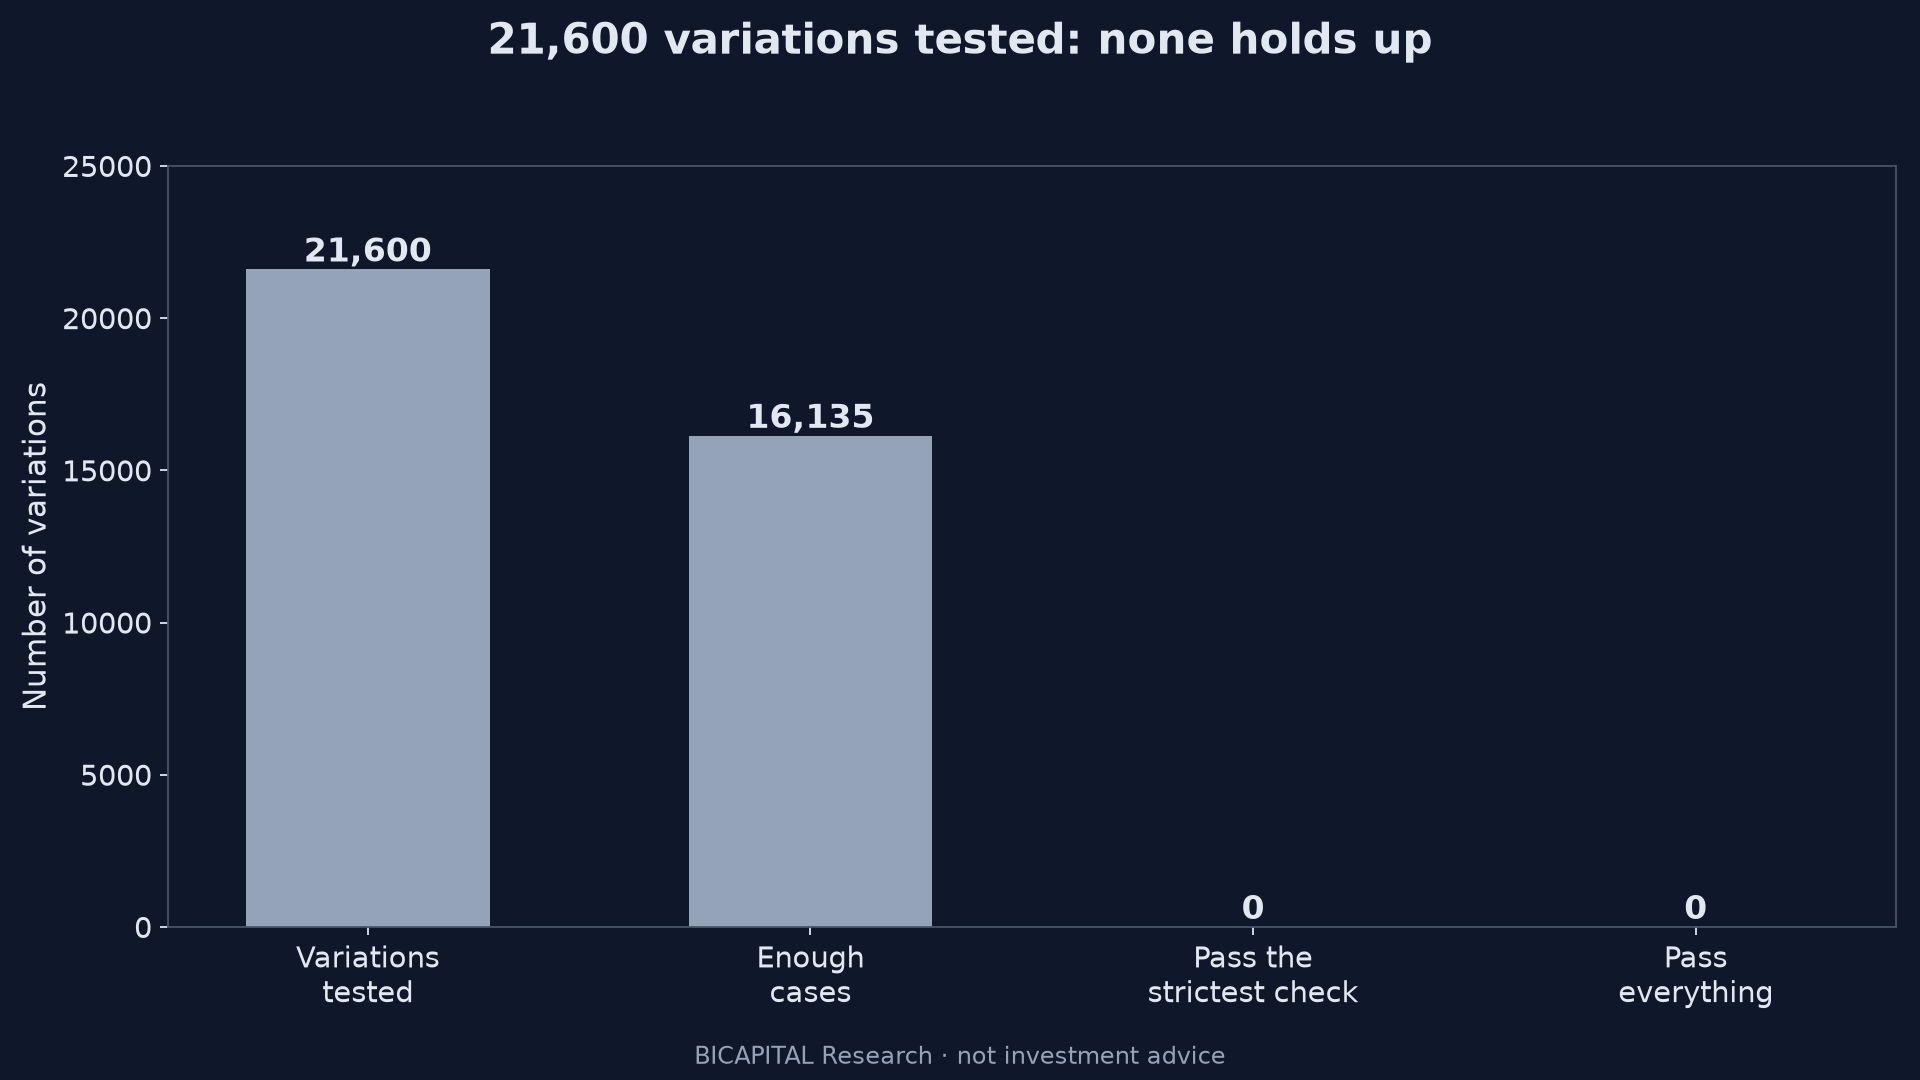 21,600 variations tested: none holds up
Number of variations
25000
20000
15000
10000
5000
0
21,600
16,135
0
0
Variations
tested
Enough
cases
Pass the
strictest check
Pass
everything
BICAPITAL Research · not investment advice